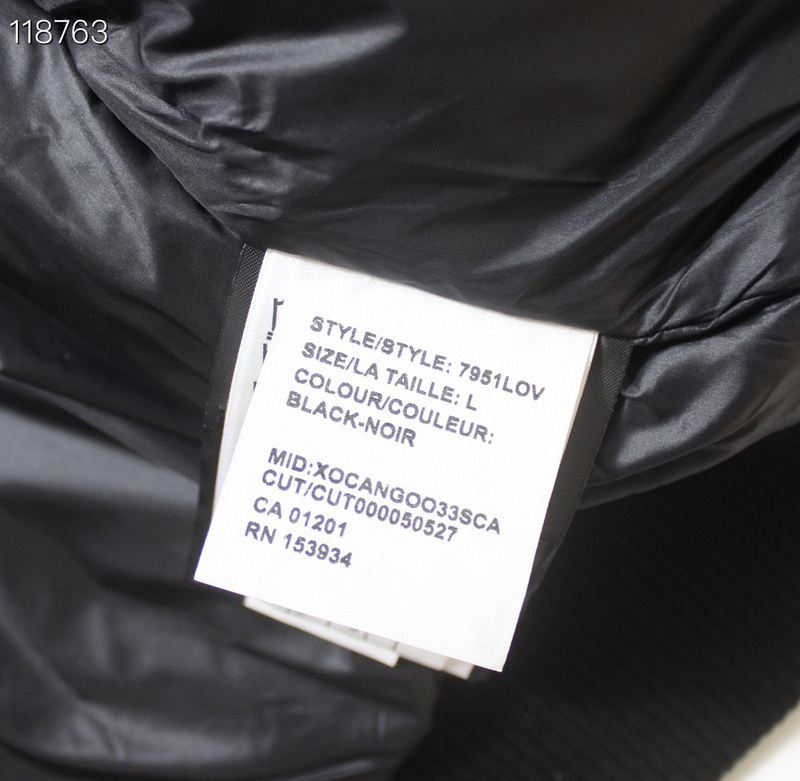 118763
STYLE/STYLE: 7951LOV
SIZE/LA TAILLE: L
COLOUR/COULEUR:
BLACK-NOIR
MID:XOCANGOO33SCA
CUT/CUT000050527
CA 01201
RN 153934